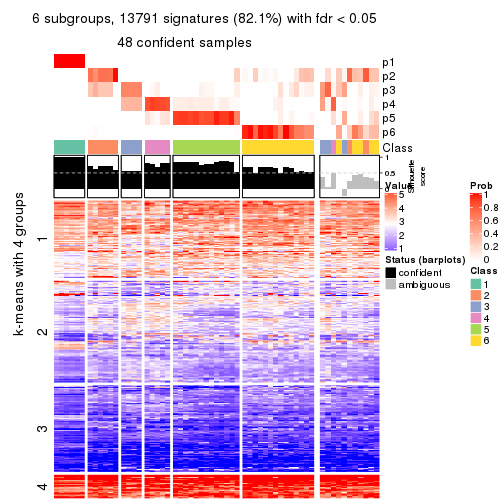 6 subgroups, 13791 signatures (82.1%) with fdr < 0.05
48 confident samples
p1
p2
p3
p4
p5
p6
Class
1
0.5
0
Silhouette
score
k-means with 4 groups
1
2
3
4
Value
5
4
3
2
1
Status (barplots)
confident
ambiguous
Prob
1
0.8
0.6
0.4
0.2
0
Class
1
2
3
4
5
6